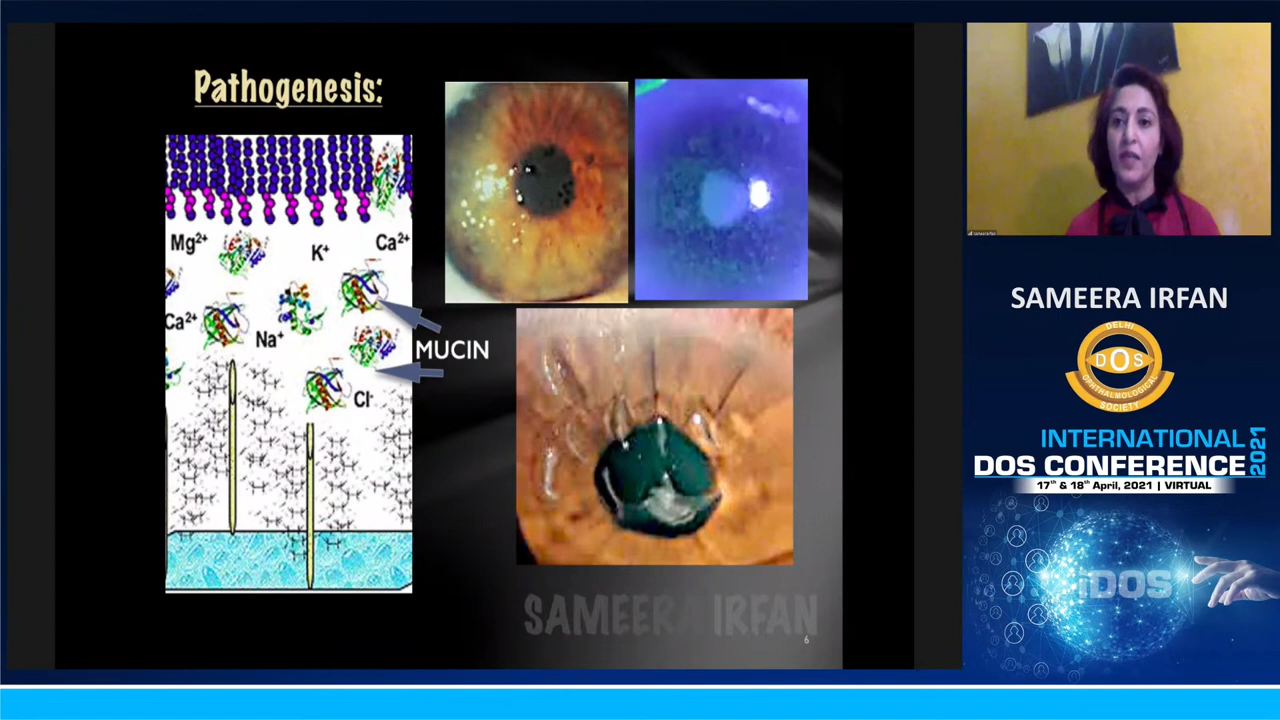 Pathogenesis:
Mg²⁺
K⁺
Ca²⁺
Ca²⁺
Na⁺
MUCIN
Cl⁻
SAMEERA IRFAN
6
SAMEERA IRFAN
DELHI
DOS
OPHTHALMOLOGICAL
SOCIETY
INTERNATIONAL
DOS CONFERENCE
2021
17th & 18th April, 2021 | VIRTUAL
iDOS